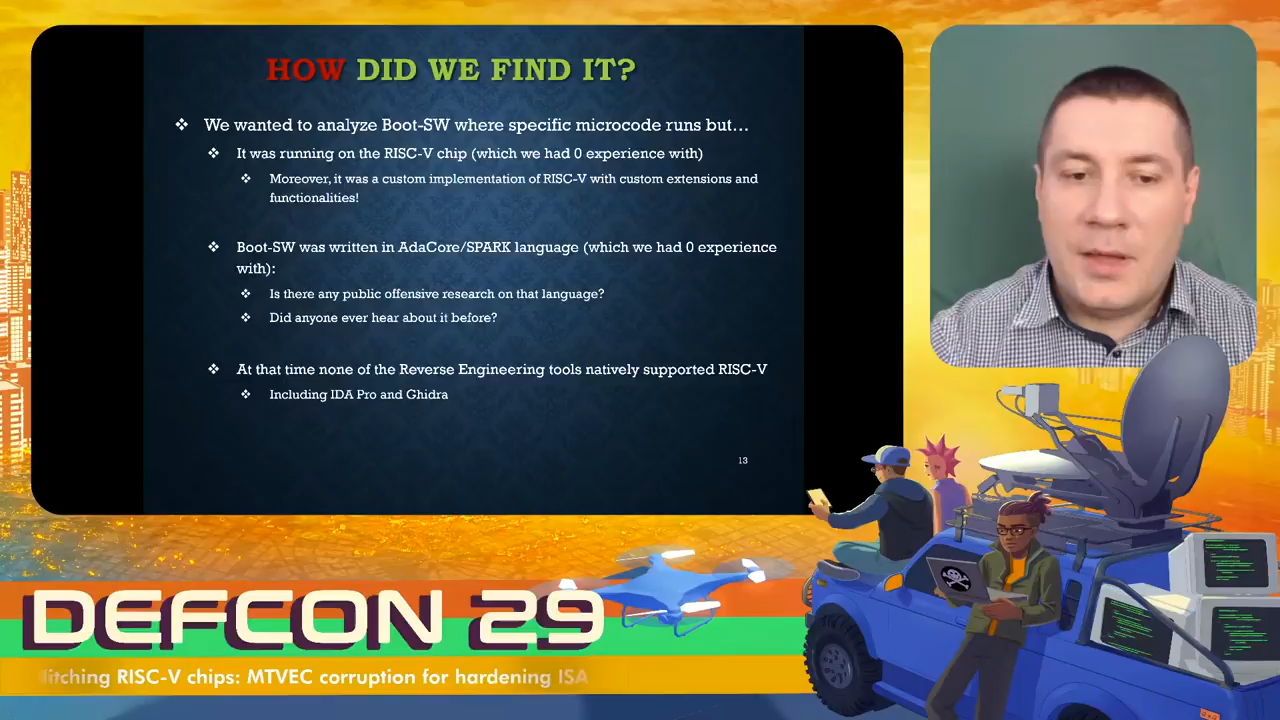 HOW DID WE FIND IT?
We wanted to analyze Boot-SW where specific microcode runs but…
It was running on the RISC-V chip (which we had 0 experience with)
Moreover, it was a custom implementation of RISC-V with custom extensions and
functionalities!
Boot-SW was written in AdaCore/SPARK language (which we had 0 experience
with):
Is there any public offensive research on that language?
Did anyone ever hear about it before?
At that time none of the Reverse Engineering tools natively supported RISC-V
Including IDA Pro and Ghidra
13
DEFCON 29
litching RISC-V chips: MTVEC corruption for hardening ISA